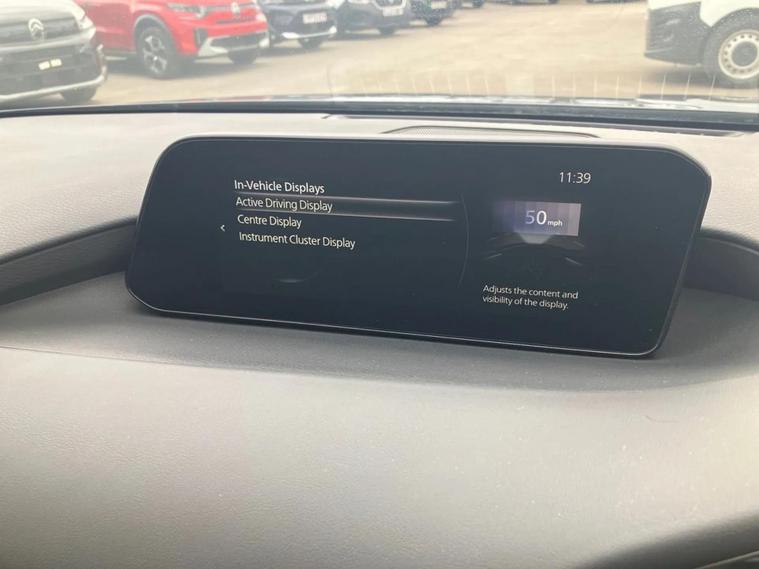 11:39
In-Vehicle Displays
Active Driving Display
Centre Display
Instrument Cluster Display
50 mph
Adjusts the content and
visibility of the display.